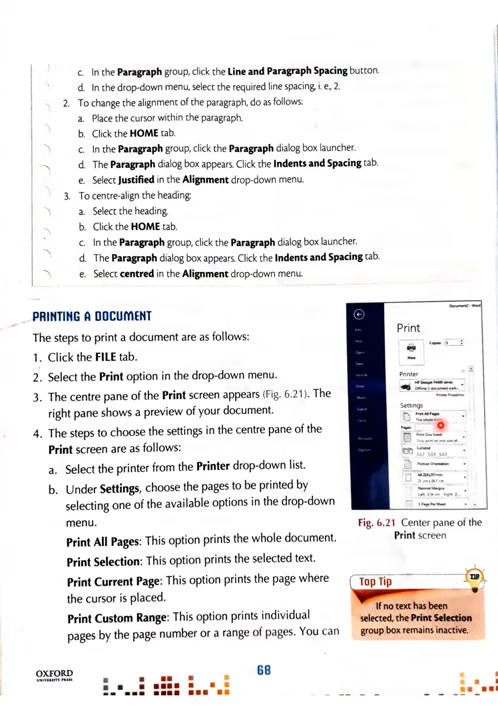 c. In the Paragraph group, click the Line and Paragraph Spacing button.
d. In the drop-down menu, select the required line spacing, i. e., 2.
2. To change the alignment of the paragraph, do as follows:
a. Place the cursor within the paragraph.
b. Click the HOME tab.
c. In the Paragraph group, click the Paragraph dialog box launcher.
d. The Paragraph dialog box appears. Click the Indents and Spacing tab.
e. Select Justified in the Alignment drop-down menu.
3. To centre-align the heading:
a. Select the heading.
b. Click the HOME tab.
c. In the Paragraph group, click the Paragraph dialog box launcher.
d. The Paragraph dialog box appears. Click the Indents and Spacing tab.
e. Select centred in the Alignment drop-down menu.
PRINTING A DOCUMENT
The steps to print a document are as follows:
1. Click the FILE tab.
2. Select the Print option in the drop-down menu.
3. The centre pane of the Print screen appears (Fig. 6.21). The
right pane shows a preview of your document.
4. The steps to choose the settings in the centre pane of the
Print screen are as follows:
a. Select the printer from the Printer drop-down list.
b. Under Settings, choose the pages to be printed by
selecting one of the available options in the drop-down
menu.
Print All Pages: This option prints the whole document.
Print Selection: This option prints the selected text.
Print Current Page: This option prints the page where
the cursor is placed.
Print Custom Range: This option prints individual
pages by the page number or a range of pages. You can
Document2 - Word
Print
Copies: 1
Print
Printer
Printer Properties
Settings
Print All Pages
Pages:
Print One Sided
Collated
Portrait Orientation
Normal Margins
1 Page Per Sheet
Fig. 6.21 Center pane of the
Print screen
Top Tip
TIP
If no text has been
selected, the Print Selection
group box remains inactive.
OXFORD
UNIVERSITY PRESS
68